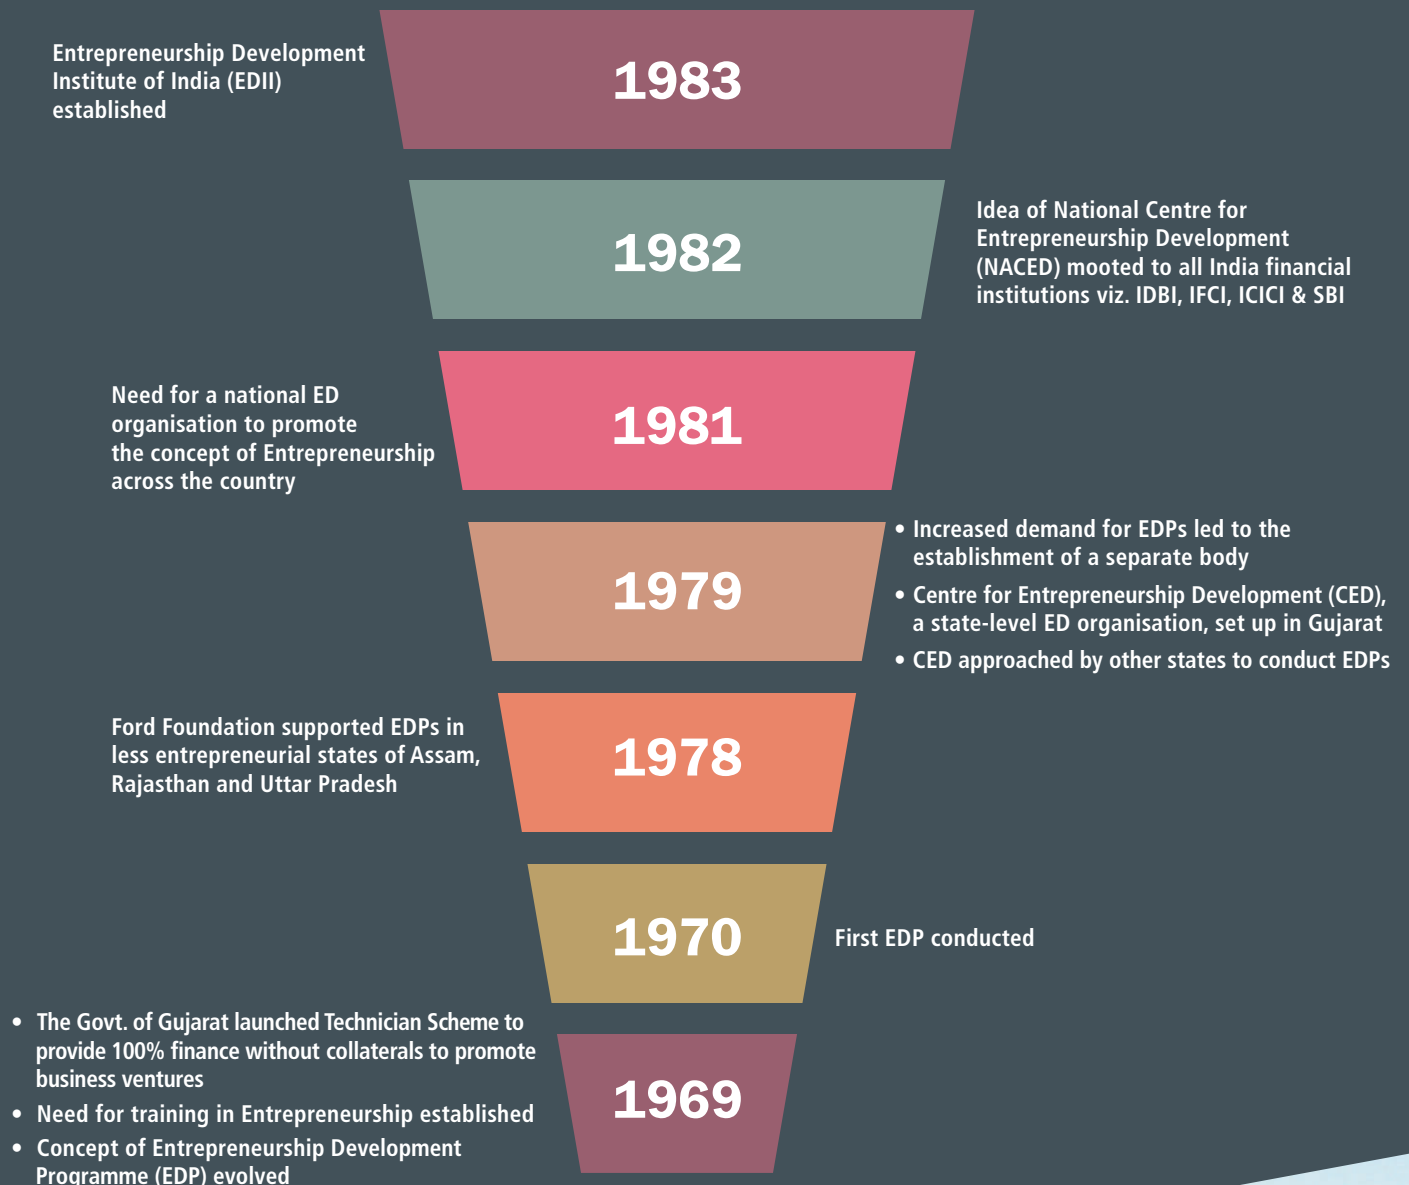 Entrepreneurship Development
Institute of India (EDII)
established
1983
1982
Idea of National Centre for
Entrepreneurship Development
(NACED) mooted to all India financial
institutions viz. IDBI, IFCI, ICICI & SBI
Need for a national ED
organisation to promote
the concept of Entrepreneurship
across the country
1981
1979
• Increased demand for EDPs led to the
establishment of a separate body
• Centre for Entrepreneurship Development (CED),
a state-level ED organisation, set up in Gujarat
• CED approached by other states to conduct EDPs
Ford Foundation supported EDPs in
less entrepreneurial states of Assam,
Rajasthan and Uttar Pradesh
1978
1970
First EDP conducted
• The Govt. of Gujarat launched Technician Scheme to
provide 100% finance without collaterals to promote
business ventures
• Need for training in Entrepreneurship established
• Concept of Entrepreneurship Development
Programme (EDP) evolved
1969